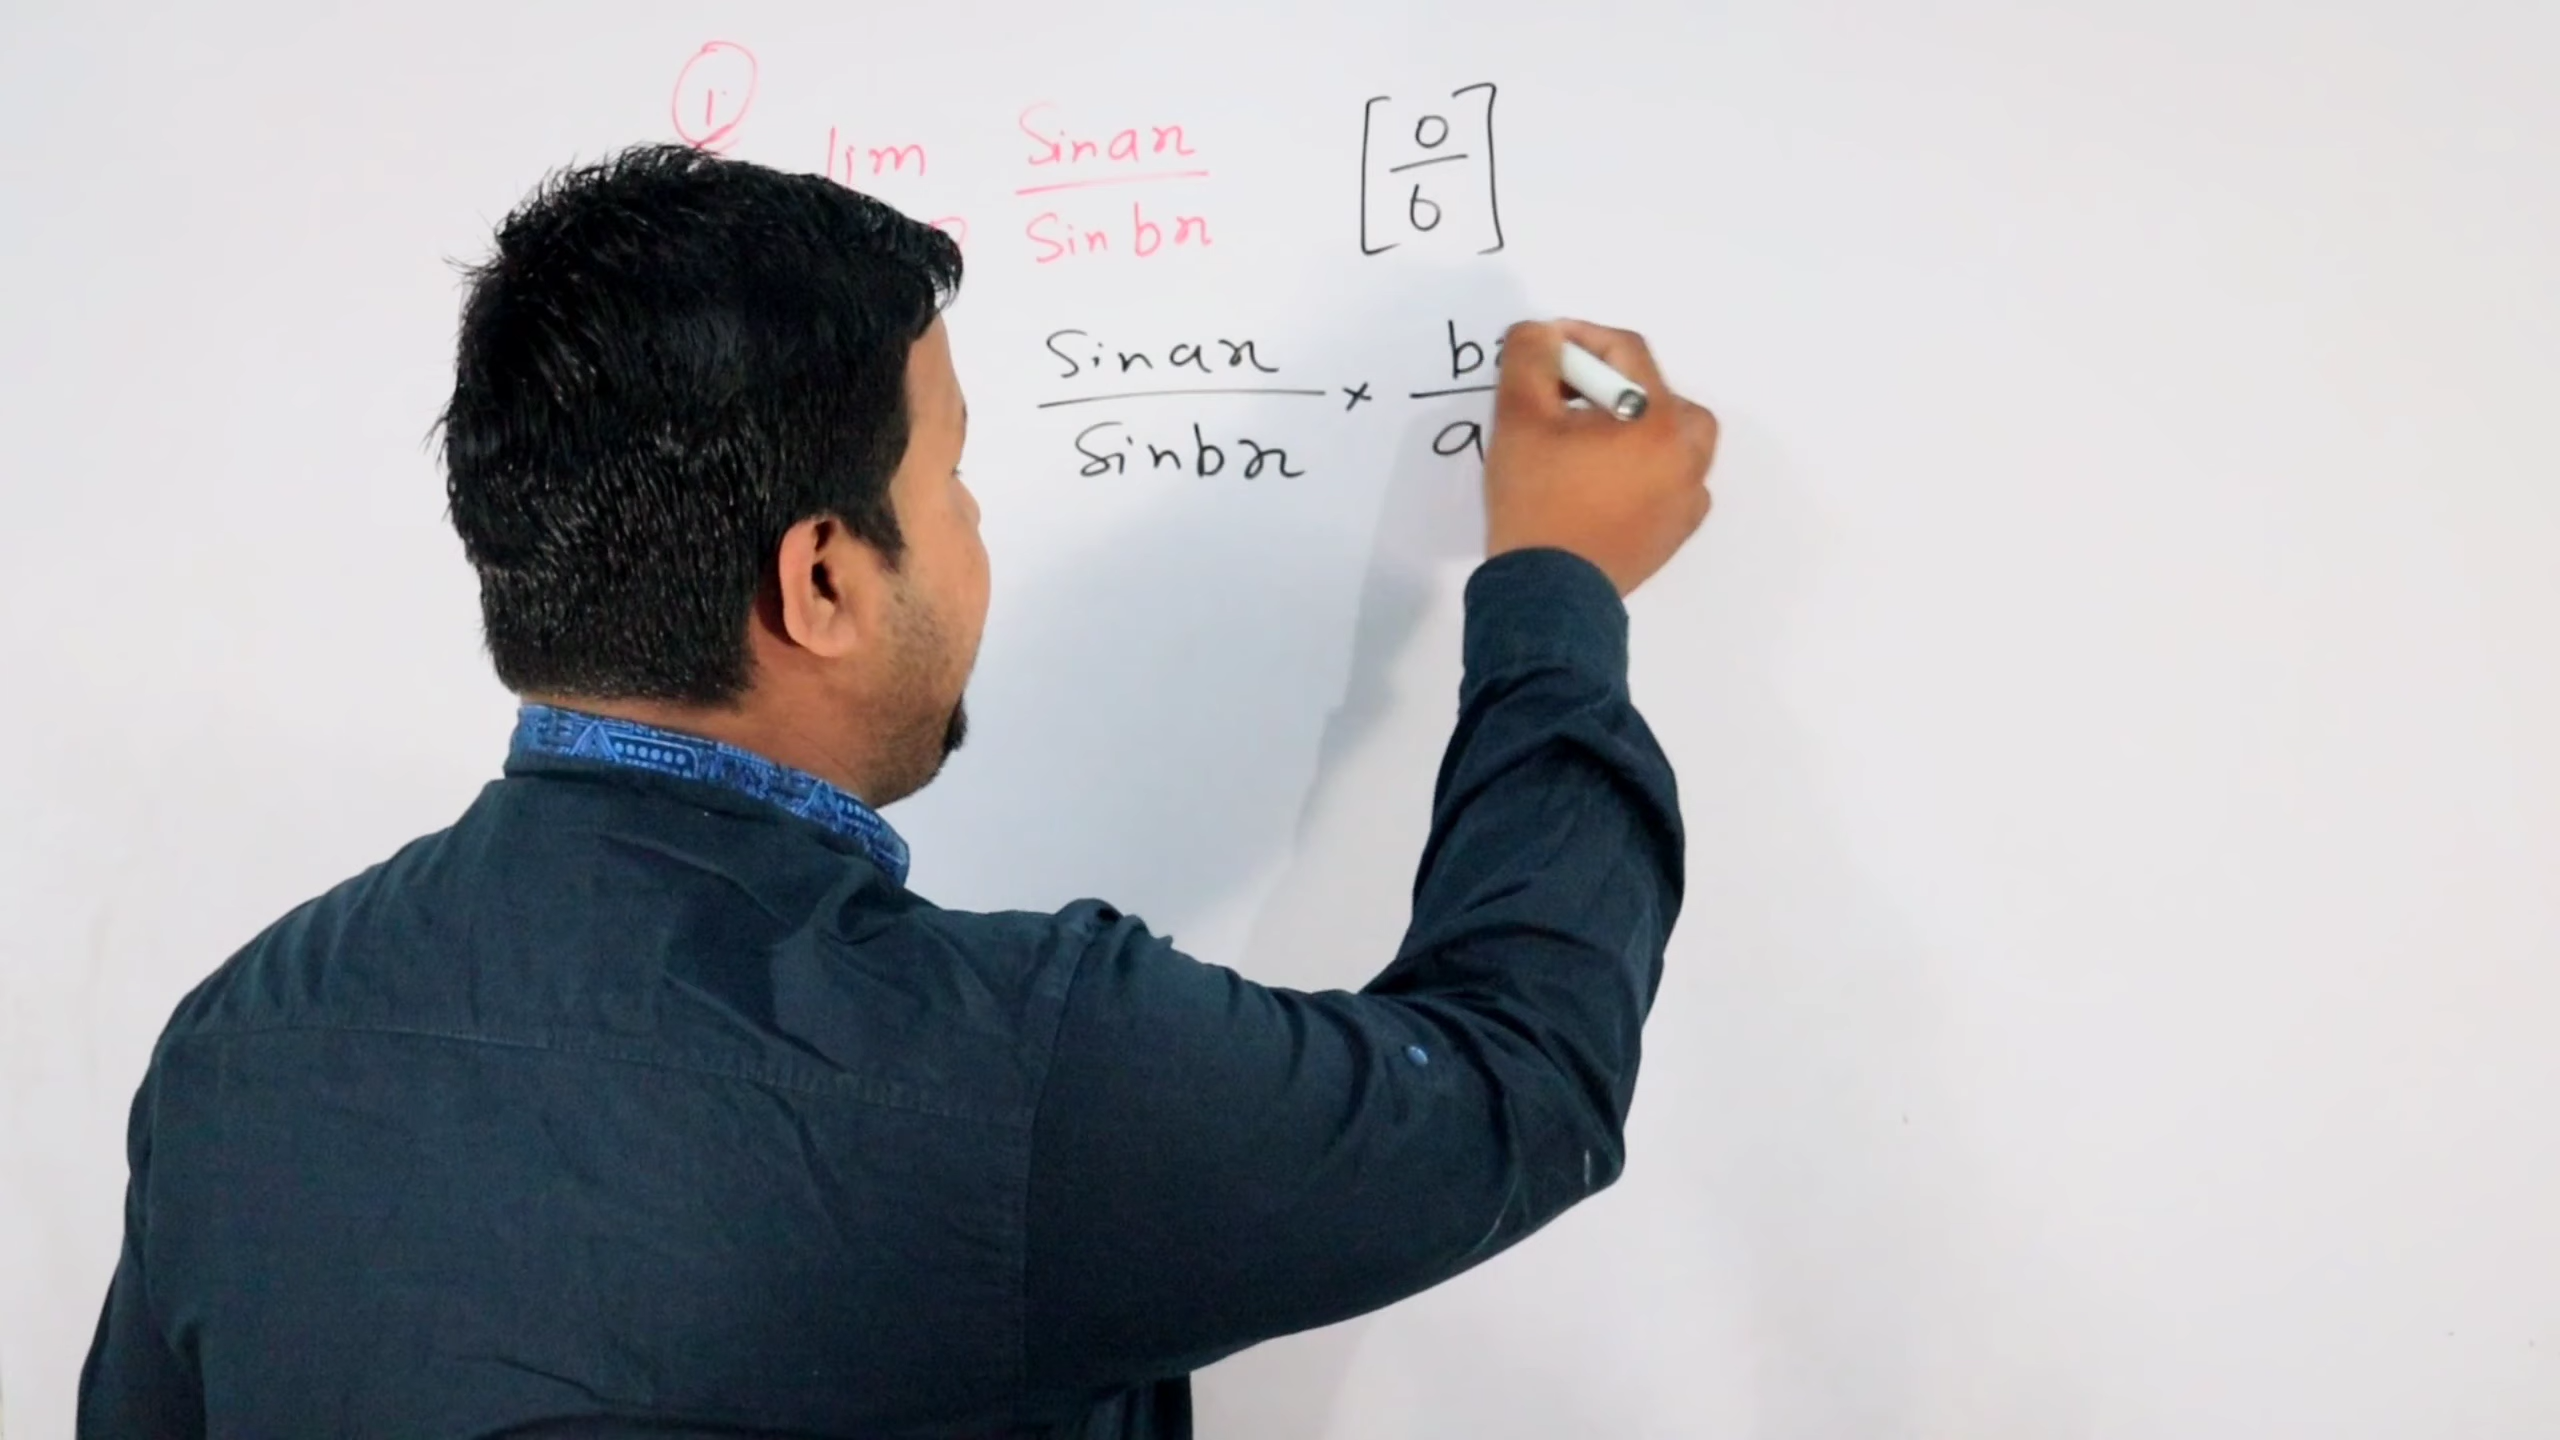 1
lim Sinax / Sinbx [0/0]
Sinax / Sinbx × b / a